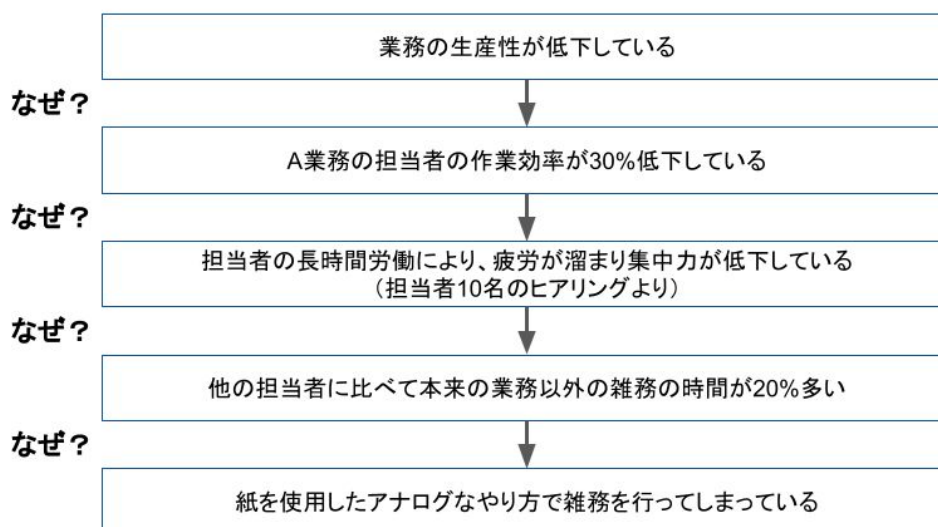 業務の生産性が低下している
なぜ？
A業務の担当者の作業効率が30%低下している
なぜ？
担当者の長時間労働により、疲労が溜まり集中力が低下している
（担当者10名のヒアリングより）
なぜ？
他の担当者に比べて本来の業務以外の雑務の時間が20%多い
なぜ？
紙を使用したアナログなやり方で雑務を行ってしまっている